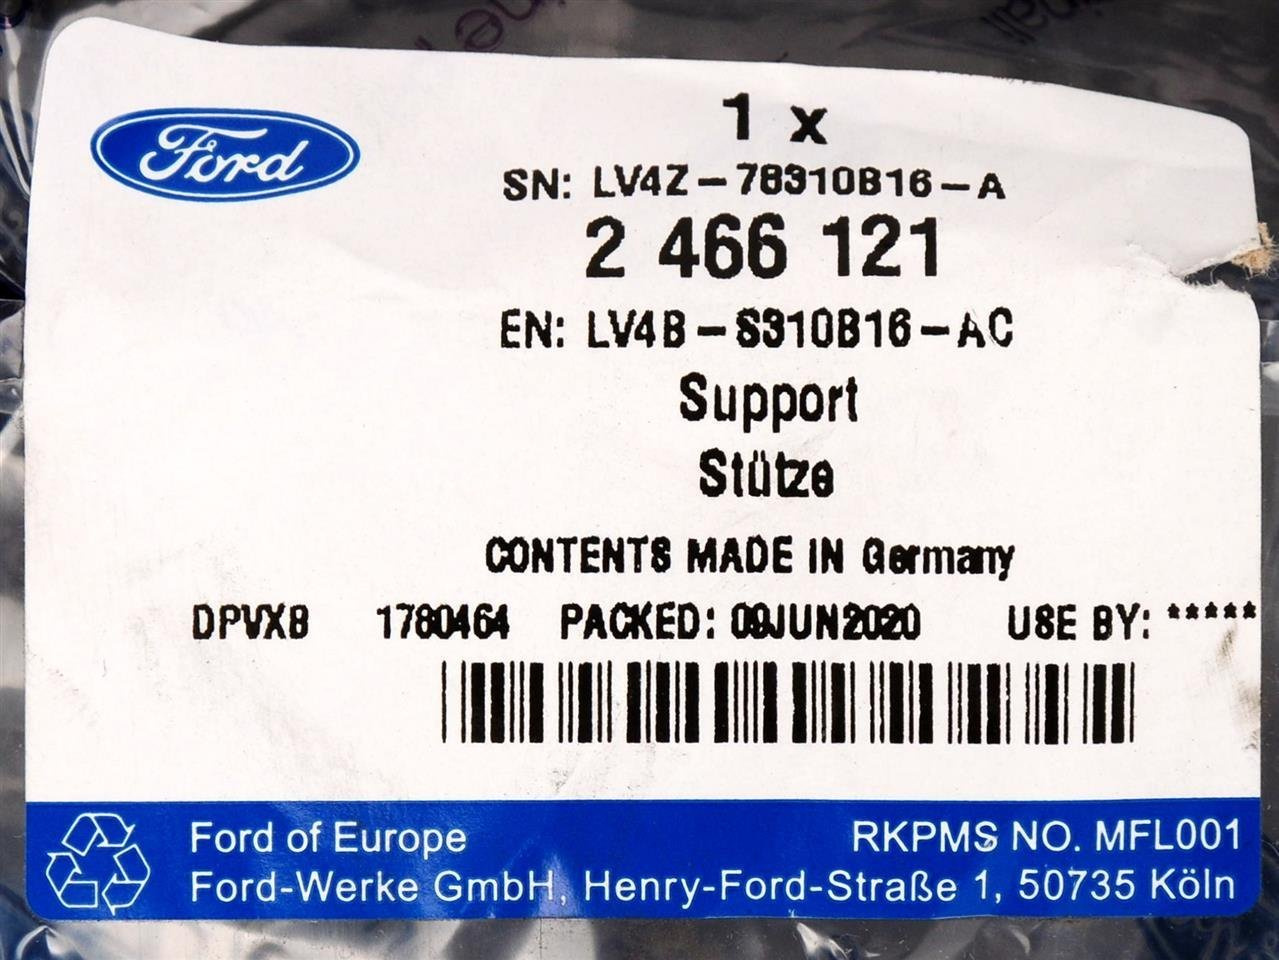 Ford
1 x
SN: LV4Z-78310B16-A
2 466 121
EN: LV4B-S310B16-AC
Support
Stütze
CONTENTS MADE IN Germany
DPVXB 1780464 PACKED: 09JUN2020 USE BY: *****
Ford of Europe RKPMS NO. MFL001
Ford-Werke GmbH, Henry-Ford-Straße 1, 50735 Köln